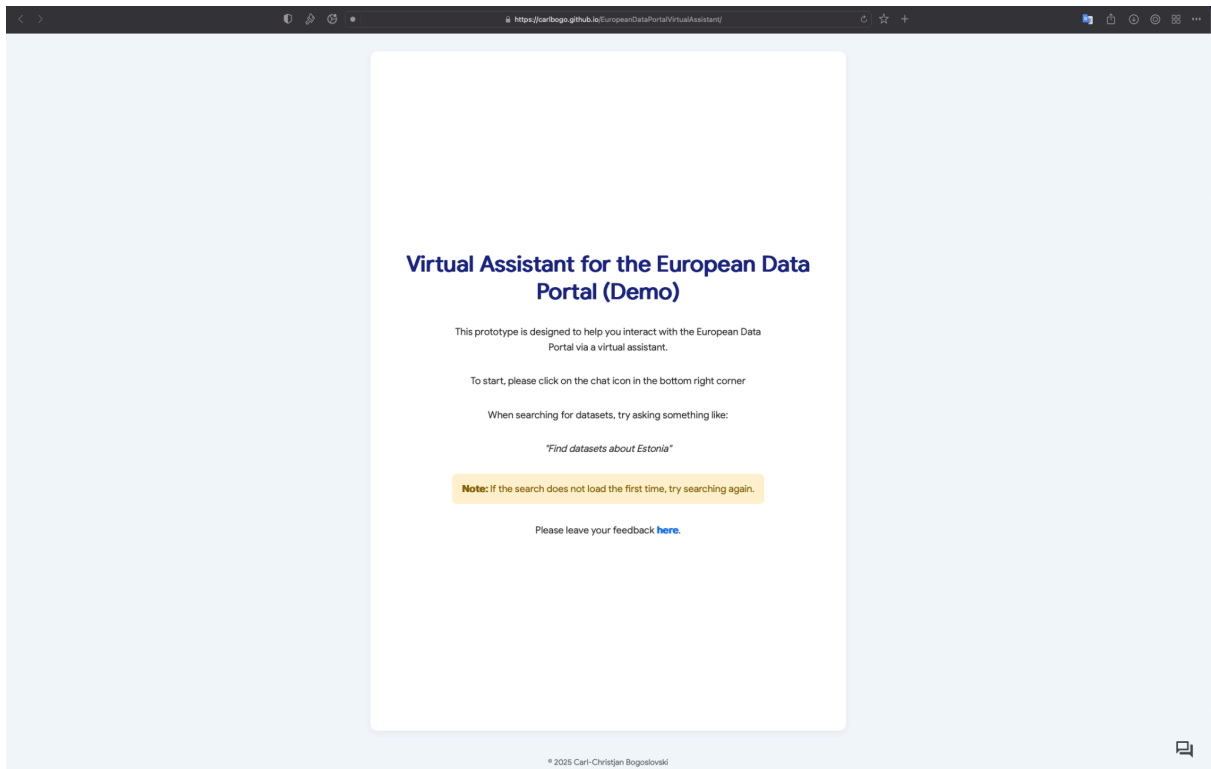 https://carlbogo.github.io/EuropeanDataPortalVirtualAssistant/
Virtual Assistant for the European Data
Portal (Demo)
This prototype is designed to help you interact with the European Data
Portal via a virtual assistant.
To start, please click on the chat icon in the bottom right corner
When searching for datasets, try asking something like:
"Find datasets about Estonia"
Note: If the search does not load the first time, try searching again.
Please leave your feedback here.
© 2025 Carl-Christjan Bogoslovski